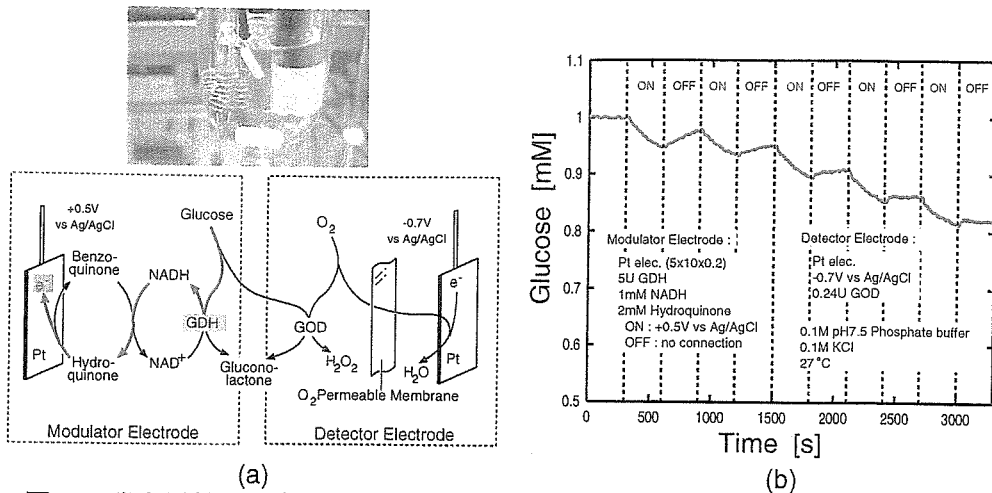 +0.5V
vs Ag/AgCl
Benzo-
quinone
e-
Pt
Hydro-
quinone
NADH
NAD+
GDH
Glucose
Glucono-
lactone
Modulator Electrode
O2
-0.7V
vs Ag/AgCl
e-
GOD
H2O2
H2O
Pt
O2Permeable Membrane
Detector Electrode
(a)
Glucose [mM]
1.1
1
0.9
0.8
0.7
0.6
0.5
ON OFF ON OFF ON OFF ON OFF ON OFF
Modulator Electrode :
Pt elec. (5x10x0.2)
5U GDH
1mM NADH
2mM Hydroquinone
ON : +0.5V vs Ag/AgCl
OFF : no connection
Detector Electrode :
Pt elec.
-0.7V vs Ag/AgCl
0.24U GOD
0.1M pH7.5 Phosphate buffer
0.1M KCl
27°C
0 500 1000 1500 2000 2500 3000
Time [s]
(b)